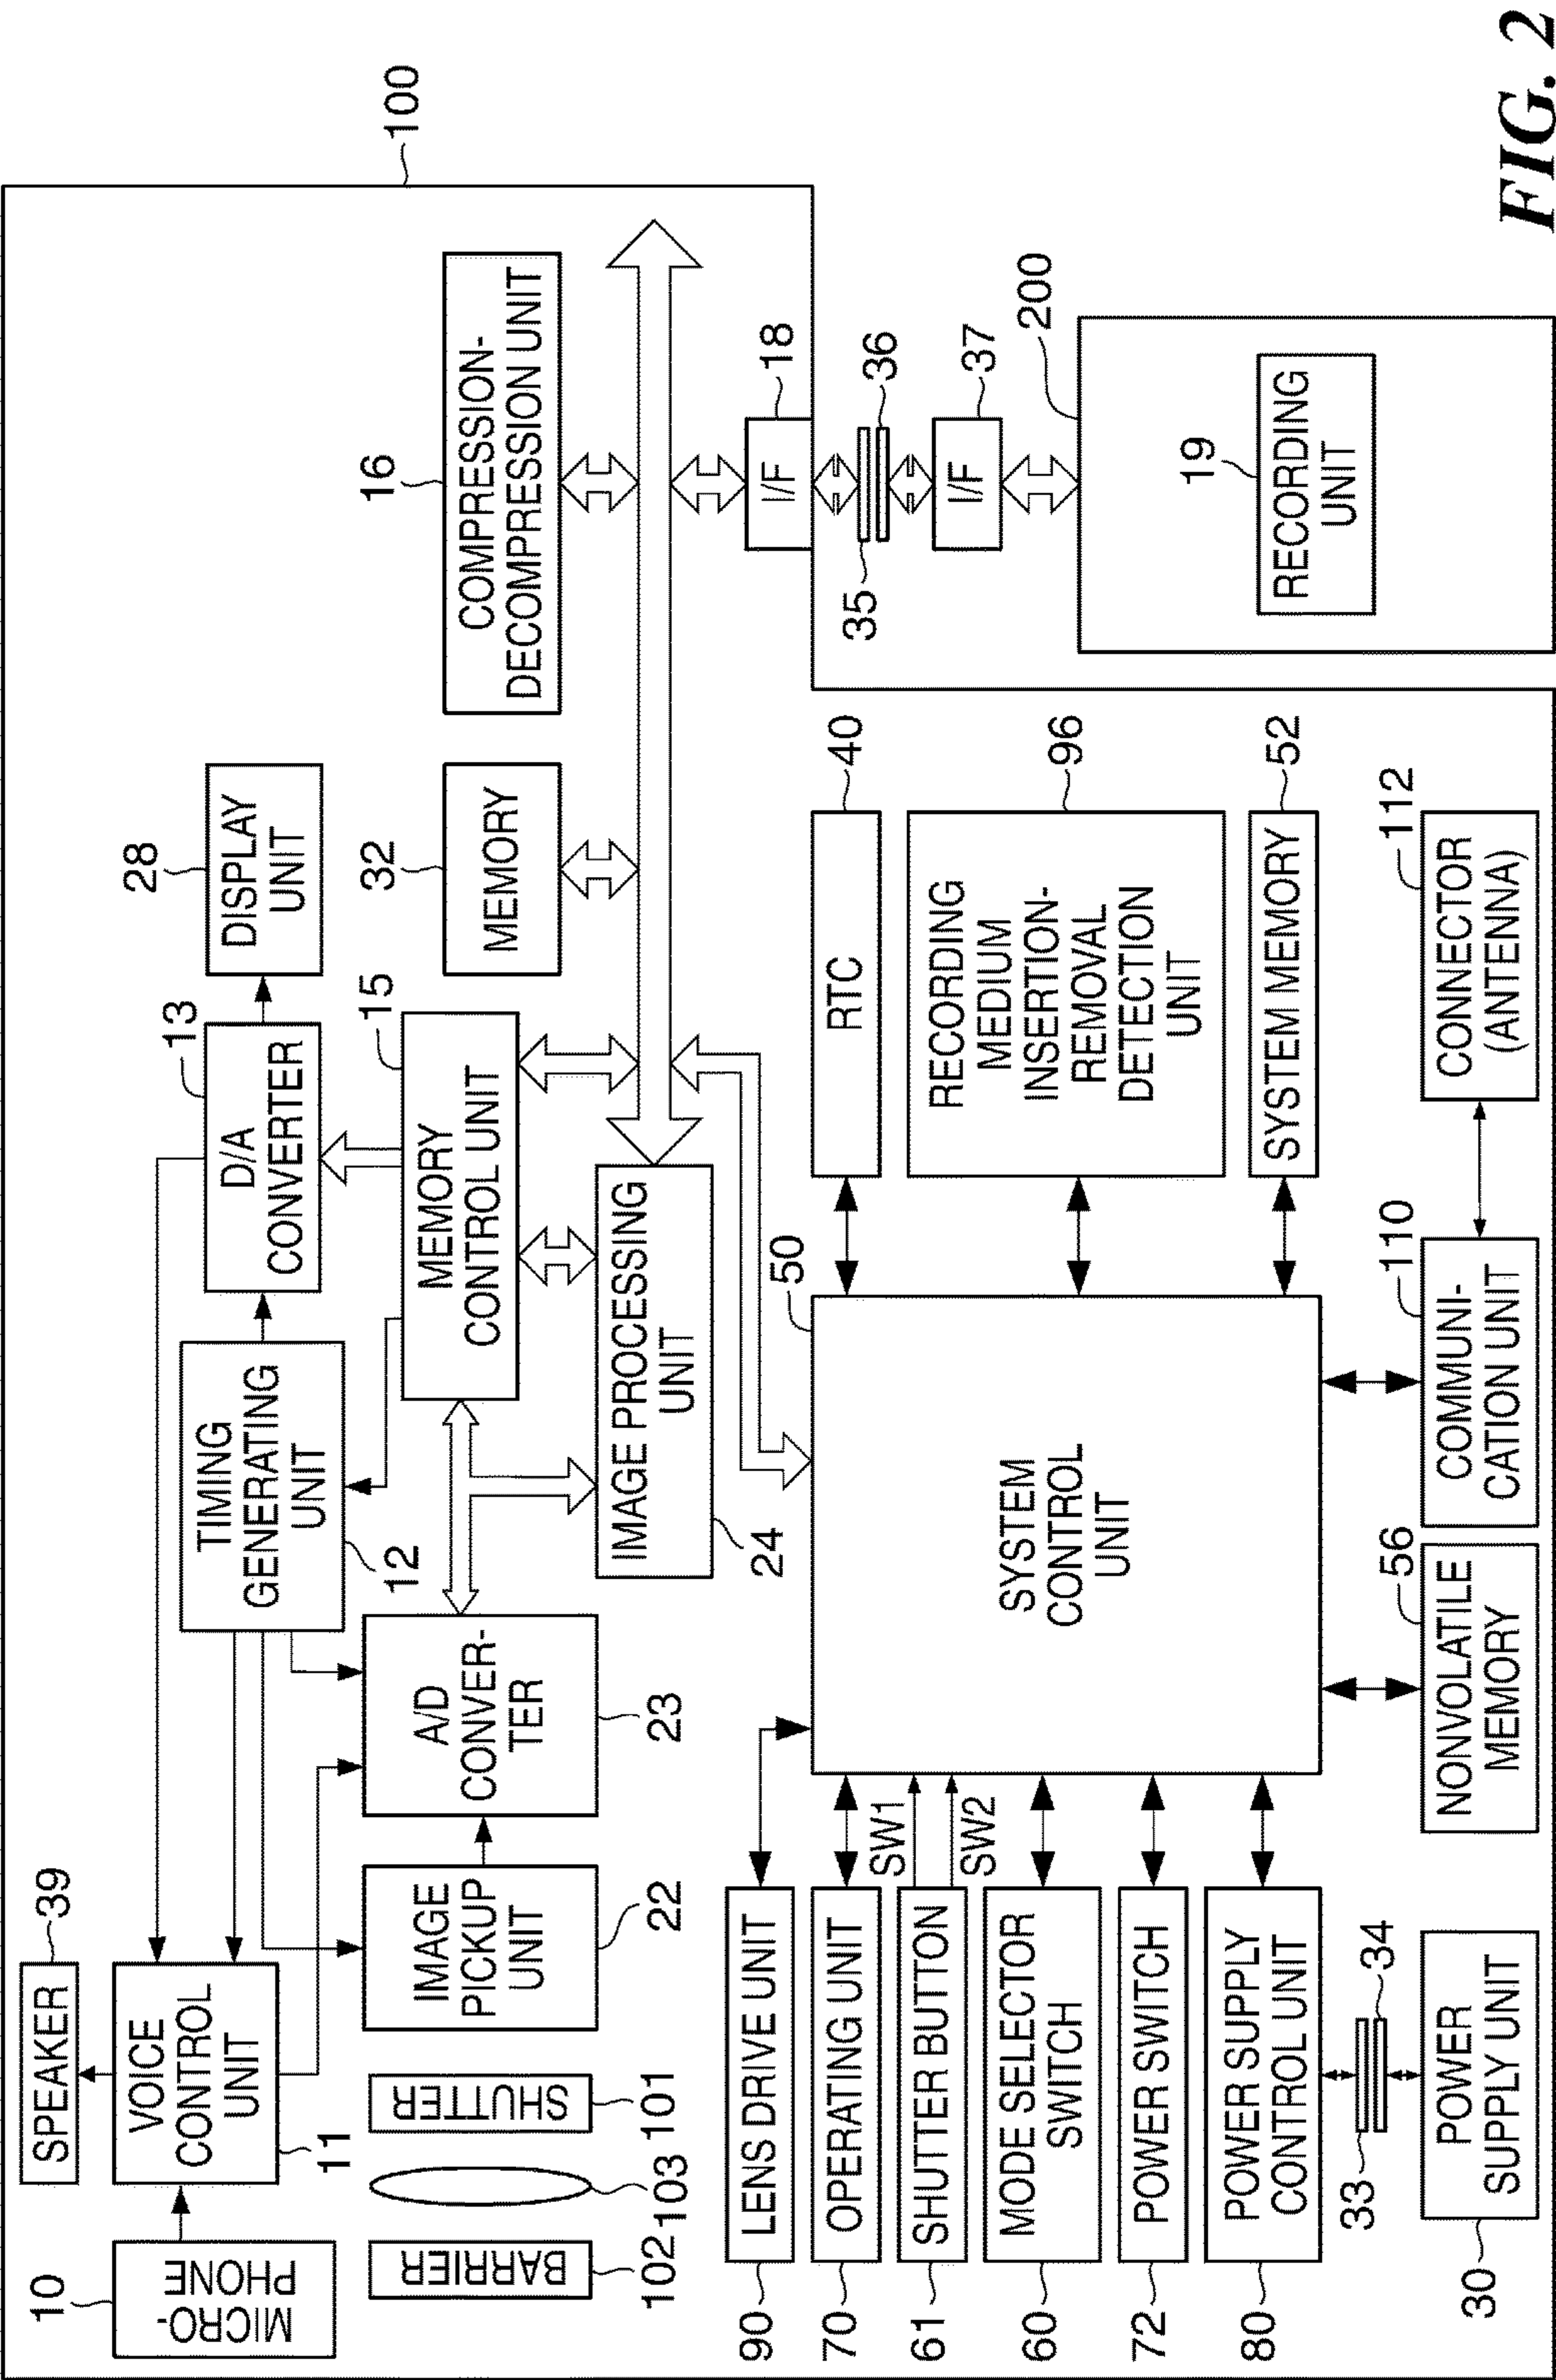 FIG. 2
100
10
MICRO-
PHONE
SPEAKER
39
VOICE
CONTROL
UNIT
11
TIMING
GENERATING
UNIT
12
D/A
CONVERTER
13
DISPLAY
UNIT
28
BARRIER
102
103
SHUTTER
101
IMAGE
PICKUP
UNIT
22
A/D
CONVER-
TER
23
MEMORY
CONTROL UNIT
15
MEMORY
32
COMPRESSION-
DECOMPRESSION UNIT
16
IMAGE PROCESSING
UNIT
24
LENS DRIVE UNIT
90
OPERATING UNIT
70
SHUTTER BUTTON
61
SW1
SW2
MODE SELECTOR
SWITCH
60
POWER SWITCH
72
POWER SUPPLY
CONTROL UNIT
80
33
34
POWER
SUPPLY UNIT
30
SYSTEM
CONTROL
UNIT
50
RTC
40
RECORDING
MEDIUM
INSERTION-
REMOVAL
DETECTION
UNIT
96
SYSTEM MEMORY
52
NONVOLATILE
MEMORY
56
COMMUNI-
CATION UNIT
110
CONNECTOR
(ANTENNA)
112
I/F
18
35
36
I/F
37
200
19
RECORDING
UNIT